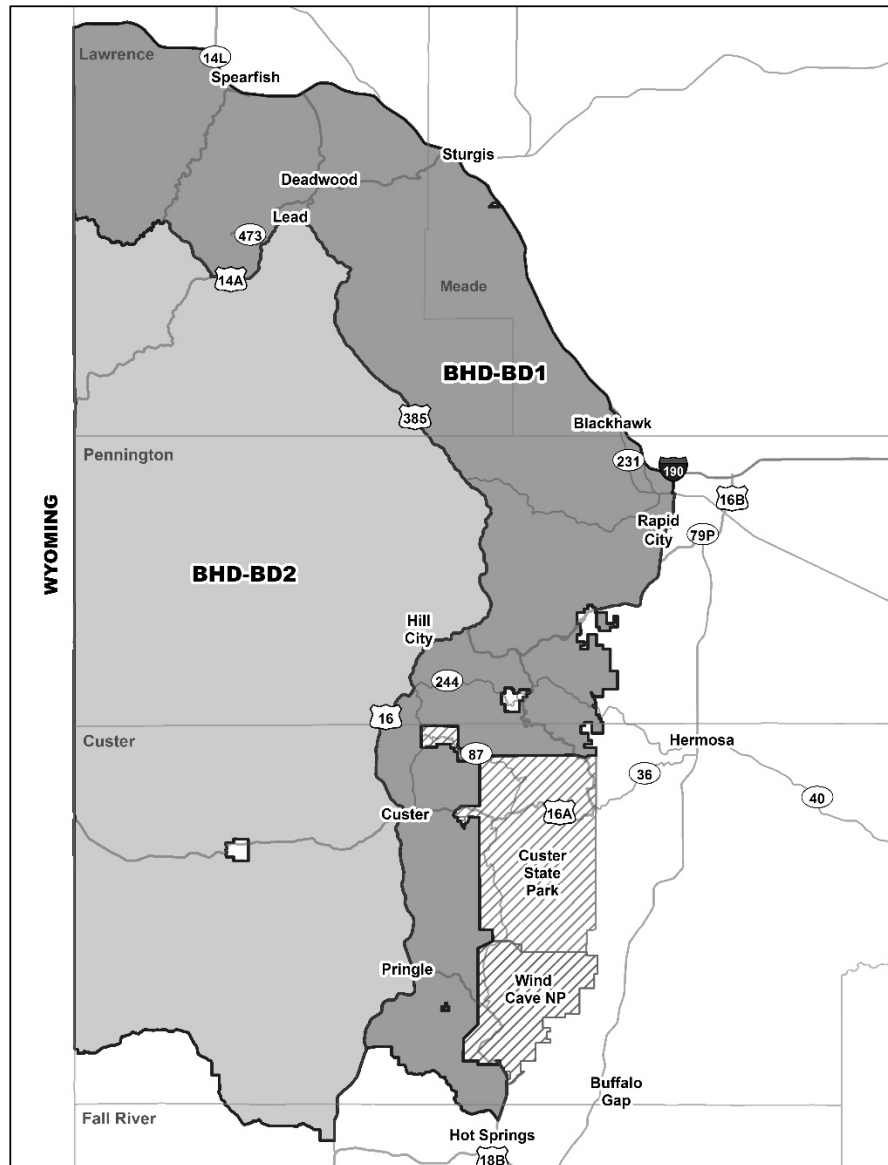 Lawrence
14L
Spearfish
Sturgis
Deadwood
Lead
473
14A
Meade
BHD-BD1
385
Blackhawk
Pennington
231
190
16B
Rapid
City
79P
WYOMING
BHD-BD2
Hill
City
244
16
Custer
87
Hermosa
36
40
Custer
16A
Custer
State
Park
Pringle
Wind
Cave NP
Buffalo
Gap
Fall River
Hot Springs
18B